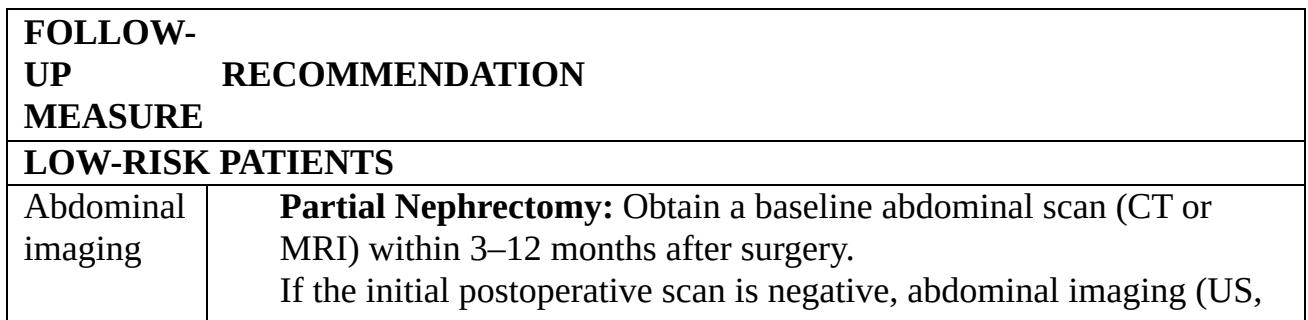 FOLLOW-
UP
MEASURE
RECOMMENDATION
LOW-RISK PATIENTS
Abdominal
imaging
Partial Nephrectomy: Obtain a baseline abdominal scan (CT or
MRI) within 3–12 months after surgery.
If the initial postoperative scan is negative, abdominal imaging (US,